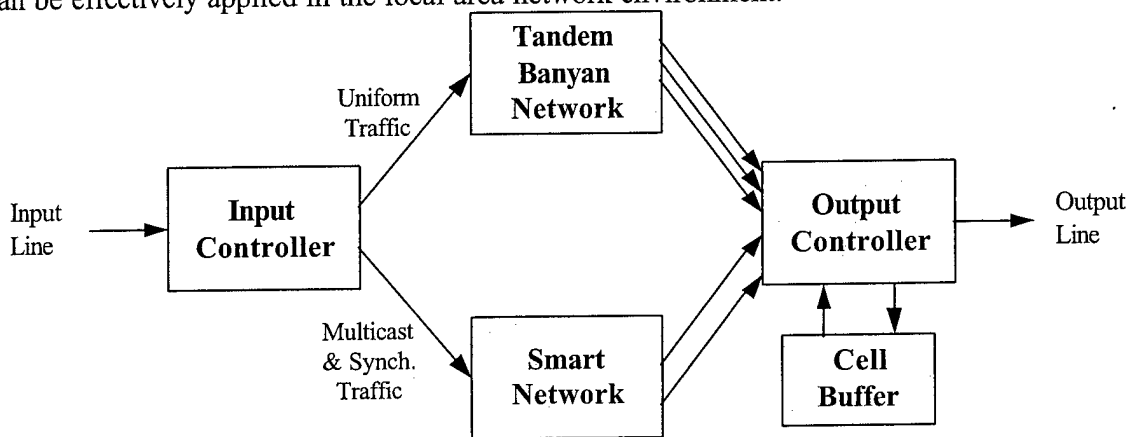 be effectively applied in the local area network environment.
Tandem
Banyan
Network
Uniform
Traffic
Input
Line
Input
Controller
Output
Controller
Output
Line
Multicast
& Synch.
Traffic
Smart
Network
Cell
Buffer